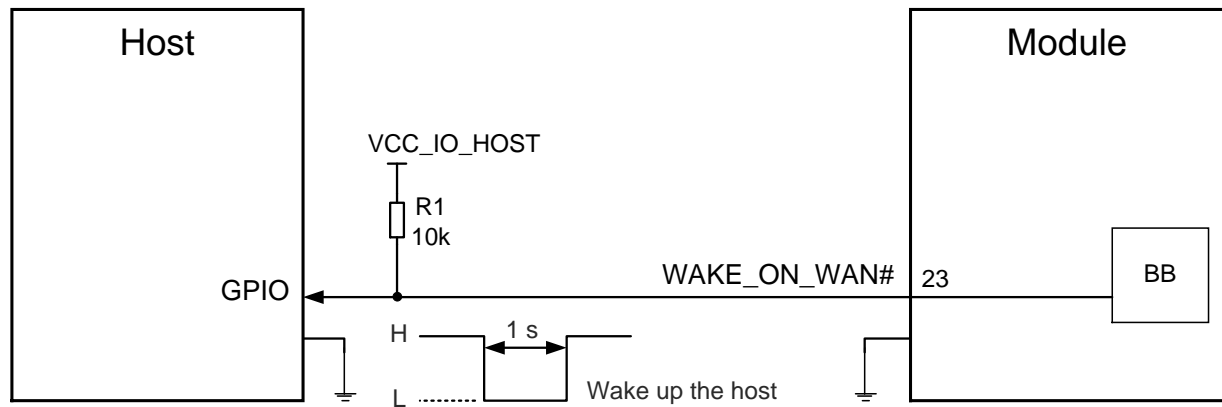 Host
Module
VCC_IO_HOST
R1
10k
GPIO
WAKE_ON_WAN#
23
BB
H
1 s
L
Wake up the host